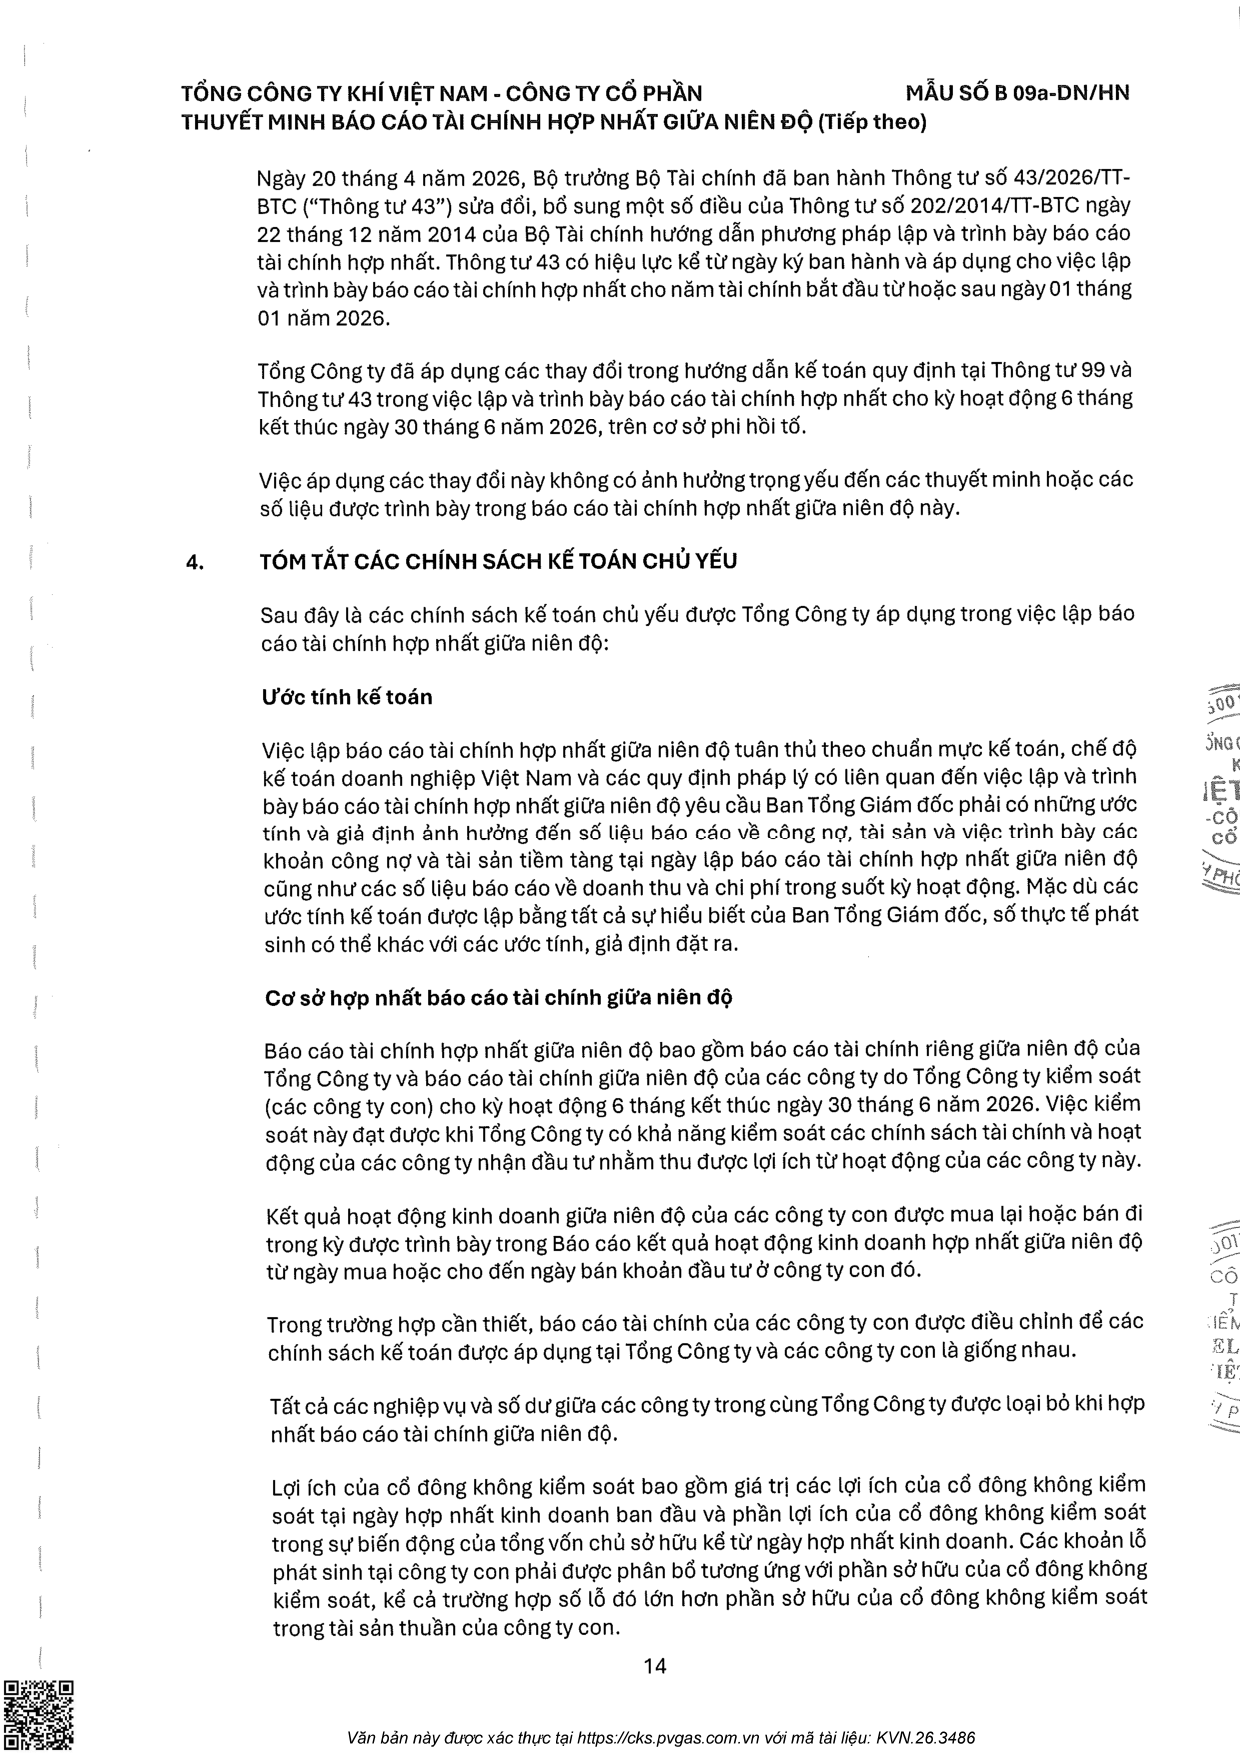 TỔNG CÔNG TY KHÍ VIỆT NAM - CÔNG TY CỔ PHẦN MẪU SỐ B 09a-DN/HN
THUYẾT MINH BÁO CÁO TÀI CHÍNH HỢP NHẤT GIỮA NIÊN ĐỘ (Tiếp theo)
Ngày 20 tháng 4 năm 2026, Bộ trưởng Bộ Tài chính đã ban hành Thông tư số 43/2026/TT-
BTC (“Thông tư 43”) sửa đổi, bổ sung một số điều của Thông tư số 202/2014/TT-BTC ngày
22 tháng 12 năm 2014 của Bộ Tài chính hướng dẫn phương pháp lập và trình bày báo cáo
tài chính hợp nhất. Thông tư 43 có hiệu lực kể từ ngày ký ban hành và áp dụng cho việc lập
và trình bày báo cáo tài chính hợp nhất cho năm tài chính bắt đầu từ hoặc sau ngày 01 tháng
01 năm 2026.
Tổng Công ty đã áp dụng các thay đổi trong hướng dẫn kế toán quy định tại Thông tư 99 và
Thông tư 43 trong việc lập và trình bày báo cáo tài chính hợp nhất cho kỳ hoạt động 6 tháng
kết thúc ngày 30 tháng 6 năm 2026, trên cơ sở phi hồi tố.
Việc áp dụng các thay đổi này không có ảnh hưởng trọng yếu đến các thuyết minh hoặc các
số liệu được trình bày trong báo cáo tài chính hợp nhất giữa niên độ này.
4. TÓM TẮT CÁC CHÍNH SÁCH KẾ TOÁN CHỦ YẾU
Sau đây là các chính sách kế toán chủ yếu được Tổng Công ty áp dụng trong việc lập báo
cáo tài chính hợp nhất giữa niên độ:
Ước tính kế toán
Việc lập báo cáo tài chính hợp nhất giữa niên độ tuân thủ theo chuẩn mực kế toán, chế độ
kế toán doanh nghiệp Việt Nam và các quy định pháp lý có liên quan đến việc lập và trình
bày báo cáo tài chính hợp nhất giữa niên độ yêu cầu Ban Tổng Giám đốc phải có những ước
tính và giả định ảnh hưởng đến số liệu báo cáo về công nợ, tài sản và việc trình bày các
khoản công nợ và tài sản tiềm tàng tại ngày lập báo cáo tài chính hợp nhất giữa niên độ
cũng như các số liệu báo cáo về doanh thu và chi phí trong suốt kỳ hoạt động. Mặc dù các
ước tính kế toán được lập bằng tất cả sự hiểu biết của Ban Tổng Giám đốc, số thực tế phát
sinh có thể khác với các ước tính, giả định đặt ra.
Cơ sở hợp nhất báo cáo tài chính giữa niên độ
Báo cáo tài chính hợp nhất giữa niên độ bao gồm báo cáo tài chính riêng giữa niên độ của
Tổng Công ty và báo cáo tài chính giữa niên độ của các công ty do Tổng Công ty kiểm soát
(các công ty con) cho kỳ hoạt động 6 tháng kết thúc ngày 30 tháng 6 năm 2026. Việc kiểm
soát này đạt được khi Tổng Công ty có khả năng kiểm soát các chính sách tài chính và hoạt
động của các công ty nhận đầu tư nhằm thu được lợi ích từ hoạt động của các công ty này.
Kết quả hoạt động kinh doanh giữa niên độ của các công ty con được mua lại hoặc bán đi
trong kỳ được trình bày trong Báo cáo kết quả hoạt động kinh doanh hợp nhất giữa niên độ
từ ngày mua hoặc cho đến ngày bán khoản đầu tư ở công ty con đó.
Trong trường hợp cần thiết, báo cáo tài chính của các công ty con được điều chỉnh để các
chính sách kế toán được áp dụng tại Tổng Công ty và các công ty con là giống nhau.
Tất cả các nghiệp vụ và số dư giữa các công ty trong cùng Tổng Công ty được loại bỏ khi hợp
nhất báo cáo tài chính giữa niên độ.
Lợi ích của cổ đông không kiểm soát bao gồm giá trị các lợi ích của cổ đông không kiểm
soát tại ngày hợp nhất kinh doanh ban đầu và phần lợi ích của cổ đông không kiểm soát
trong sự biến động của tổng vốn chủ sở hữu kể từ ngày hợp nhất kinh doanh. Các khoản lỗ
phát sinh tại công ty con phải được phân bổ tương ứng với phần sở hữu của cổ đông không
kiểm soát, kể cả trường hợp số lỗ đó lớn hơn phần sở hữu của cổ đông không kiểm soát
trong tài sản thuần của công ty con.
14
Văn bản này được xác thực tại https://cks.pvgas.com.vn với mã tài liệu: KVN.26.3486